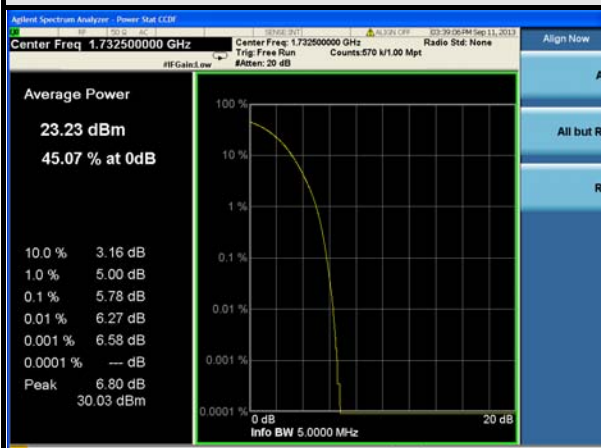 Agilent Spectrum Analyzer - Power Stat CCDF
RF 50 Ω AC SENSE:INT ALIGN OFF 03:39:06 PM Sep 11, 2013
Center Freq 1.732500000 GHz
Center Freq: 1.732500000 GHz Radio Std: None
Trig: Free Run Counts:570 k/1.00 Mpt
#IFGain:Low #Atten: 20 dB
Align Now
All but R
R
Average Power
23.23 dBm
45.07 % at 0dB
10.0 % 3.16 dB
1.0 % 5.00 dB
0.1 % 5.78 dB
0.01 % 6.27 dB
0.001 % 6.58 dB
0.0001 % --- dB
Peak 6.80 dB
30.03 dBm
100 %
10 %
1 %
0.1 %
0.01 %
0.001 %
0.0001 %
0 dB 20 dB
Info BW 5.0000 MHz